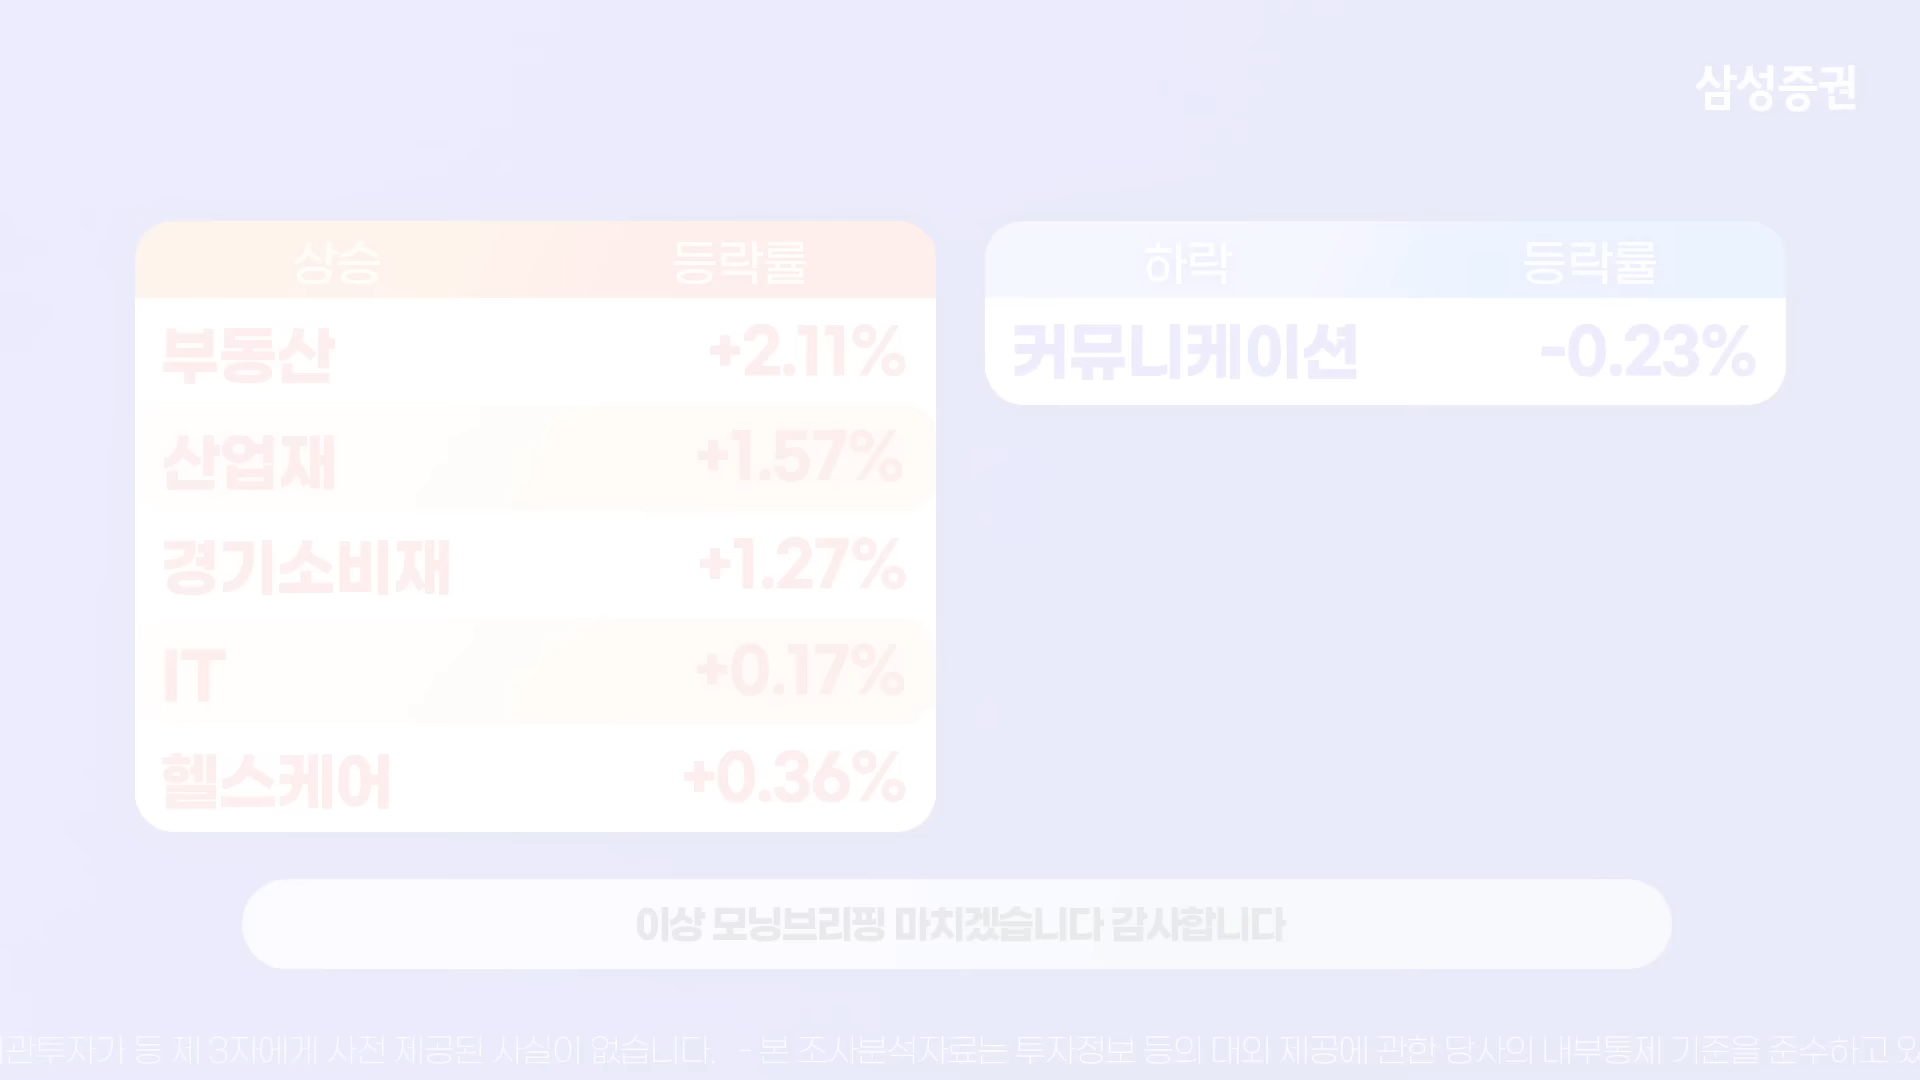 삼성증권
상승 등락률
부동산 +2.11%
산업재 +1.57%
경기소비재 +1.27%
IT +0.17%
헬스케어 +0.36%
하락 등락률
커뮤니케이션 -0.23%
이상 모닝브리핑 마치겠습니다 감사합니다
관투자가 등 제 3자에게 사전 제공된 사실이 없습니다. - 본 조사분석자료는 투자정보 등의 대외 제공에 관한 당사의 내부통제 기준을 준수하고